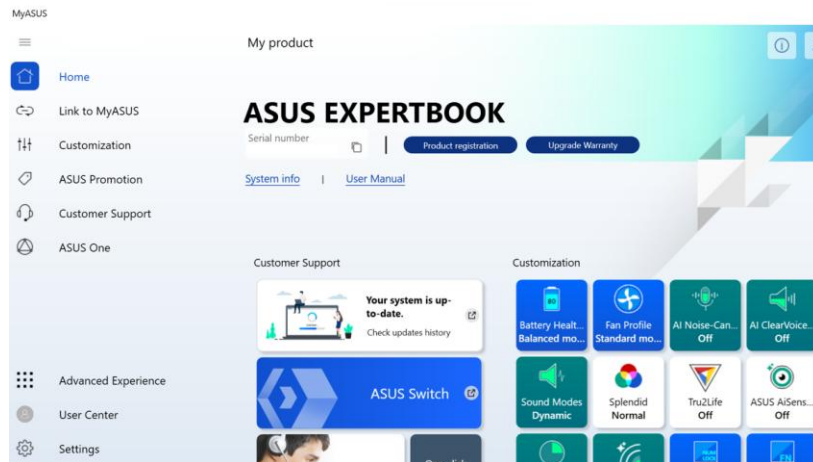 MyASUS
My product
Home
Link to MyASUS
Customization
ASUS Promotion
Customer Support
ASUS One
Advanced Experience
User Center
Settings
ASUS EXPERTBOOK
Serial number
Product registration
Upgrade Warranty
System info | User Manual
Customer Support
Your system is up-
to-date.
Check updates history
ASUS Switch
Customization
80
Battery Healt...
Balanced mo...
Fan Profile
Standard mo...
AI Noise-Can...
Off
AI ClearVoice...
Off
Sound Modes
Dynamic
Splendid
Normal
Tru2Life
Off
ASUS AiSens...
Off
FN